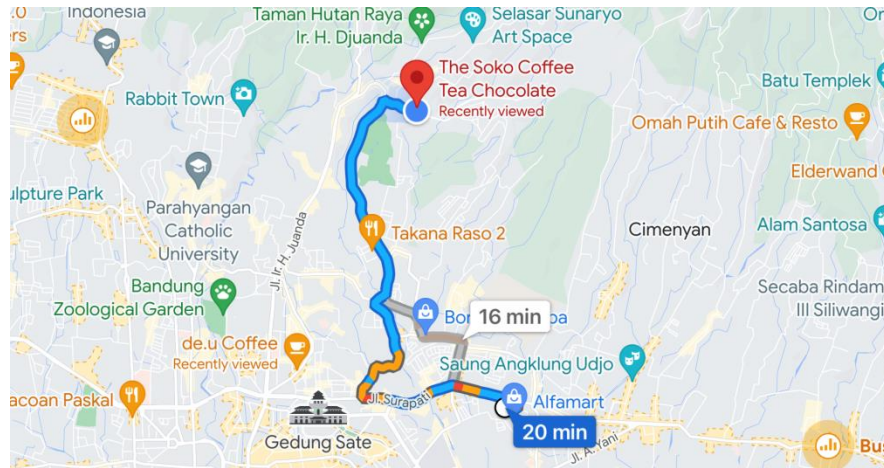 .O
Indonesia
ers
Taman Hutan Raya
Ir. H. Djuanda
Selasar Sunaryo
Art Space
The Soko Coffee
Tea Chocolate
Recently viewed
Rabbit Town
Batu Templek
Omah Putih Cafe & Resto
Elderwand
ulpture Park
Parahyangan
Catholic
University
Jl. Ir. H. Juanda
Takana Raso 2
Cimenyan
Alam Santosa
Bandung
Zoological Garden
Secaba Rindam
III Siliwangi
16 min
de.u Coffee
Recently viewed
Saung Angklung Udjo
acoan Paskal
Jl. Surapati
Alfamart
Gedung Sate
20 min
Jl. A. Yani